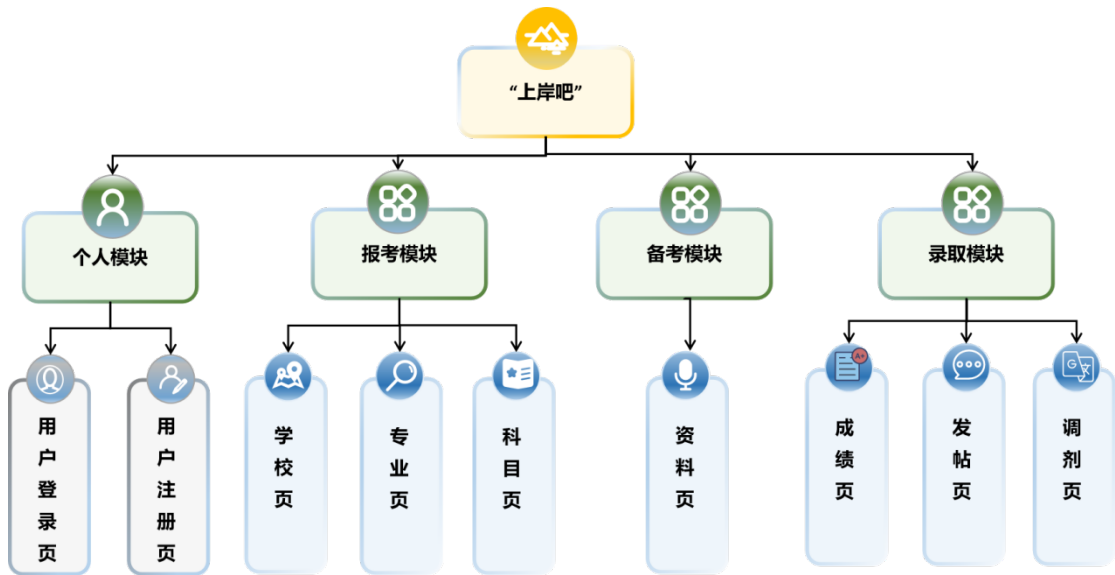 “上岸吧”
个人模块
报考模块
备考模块
录取模块
用户登录页
用户注册页
学校页
专业页
科目页
资料页
A+
成绩页
发帖页
G文
调剂页